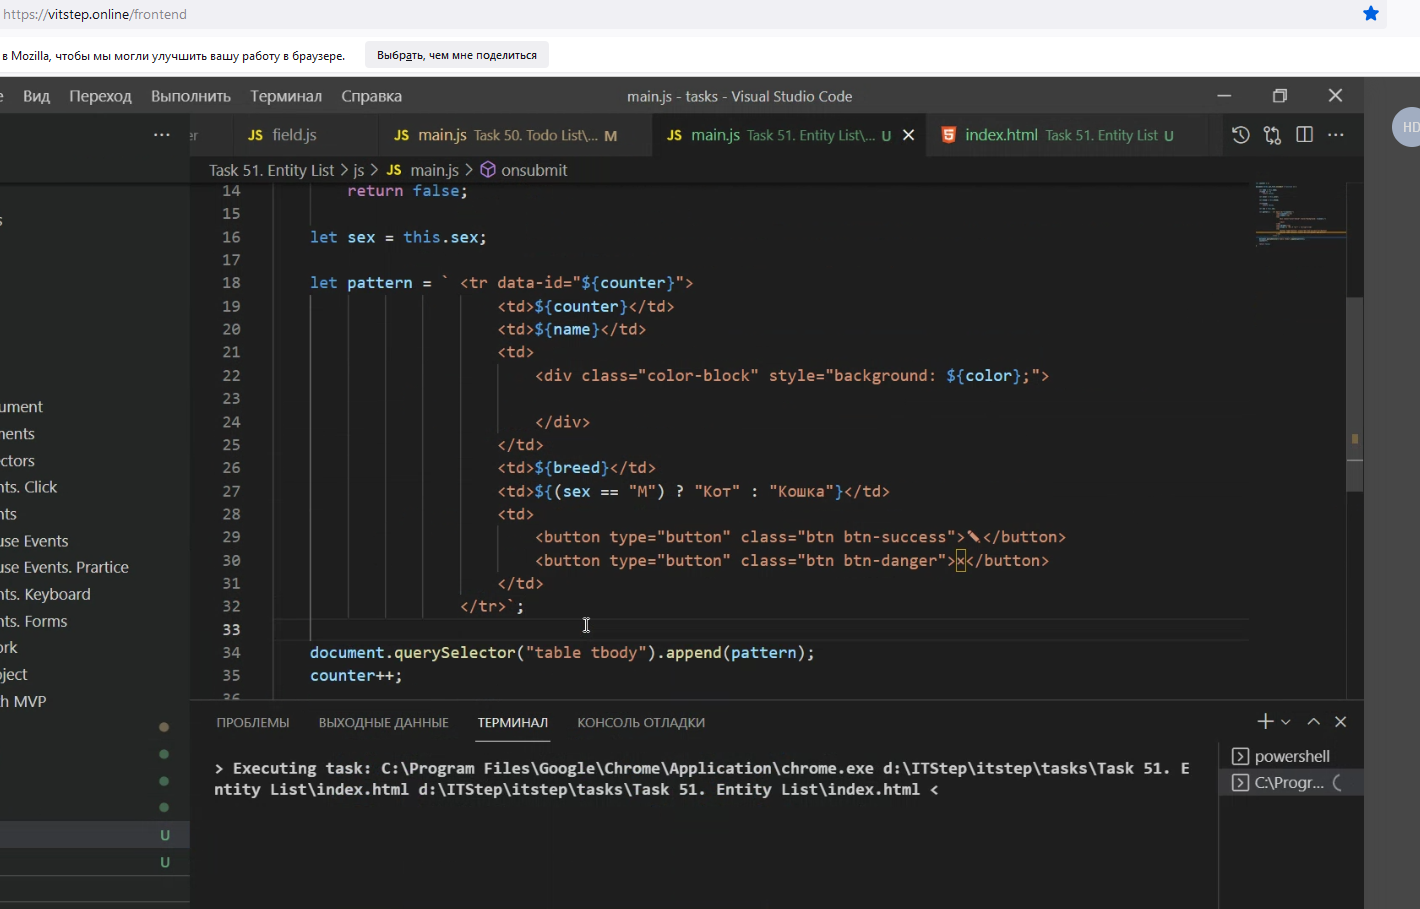 https://vitstep.online/frontend
в Mozilla, чтобы мы могли улучшить вашу работу в браузере. Выбрать, чем мне поделиться
Вид Переход Выполнить Терминал Справка main.js - tasks - Visual Studio Code
HD
er JS field.js JS main.js Task 50. Todo List\... M JS main.js Task 51. Entity List\... U index.html Task 51. Entity List U
Task 51. Entity List > js > JS main.js > onsubmit
14 return false;
15
16 let sex = this.sex;
17
18 let pattern = ` <tr data-id="${counter}">
19 <td>${counter}</td>
20 <td>${name}</td>
21 <td>
22 <div class="color-block" style="background: ${color};">
23
24 </div>
25 </td>
26 <td>${breed}</td>
27 <td>${(sex == "M") ? "Кот" : "Кошка"}</td>
28 <td>
29 <button type="button" class="btn btn-success">✎</button>
30 <button type="button" class="btn btn-danger">×</button>
31 </td>
32 </tr>`;
33
34 document.querySelector("table tbody").append(pattern);
35 counter++;
36
ument
nents
ctors
nts. Click
nts
use Events
use Events. Prartice
nts. Keyboard
nts. Forms
ork
ject
h MVP
U
U
ПРОБЛЕМЫ ВЫХОДНЫЕ ДАННЫЕ ТЕРМИНАЛ КОНСОЛЬ ОТЛАДКИ
> Executing task: C:\Program Files\Google\Chrome\Application\chrome.exe d:\ITStep\itstep\tasks\Task 51. E
ntity List\index.html d:\ITStep\itstep\tasks\Task 51. Entity List\index.html <
powershell
C:\Progr...